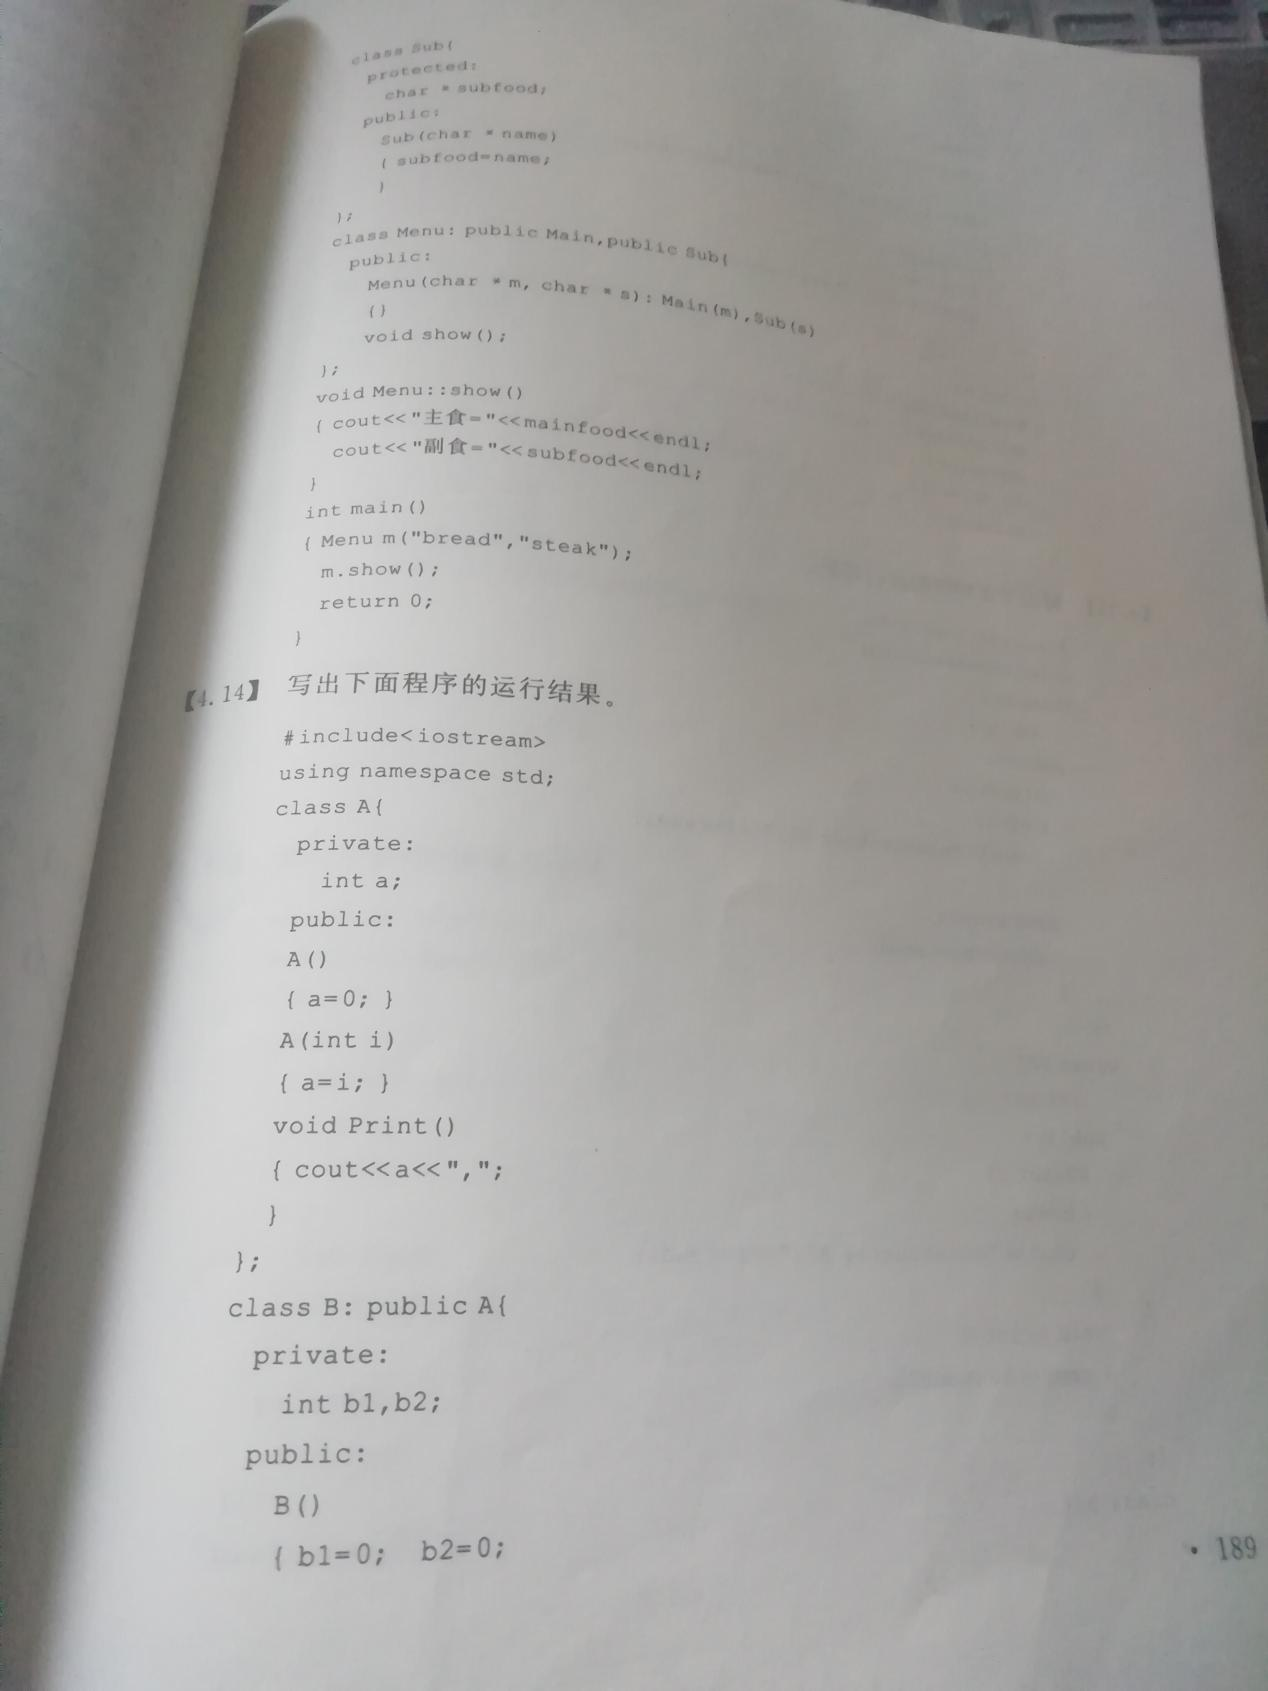 class Sub{
protected:
char * subfood;
public:
Sub(char * name)
{ subfood=name;
}
};
class Menu: public Main,public Sub{
public:
Menu(char * m, char * s): Main(m),Sub(s)
{}
void show();
};
void Menu::show()
{ cout<<"主食="<<mainfood<<endl;
cout<<"副食="<<subfood<<endl;
}
int main()
{ Menu m("bread","steak");
m.show();
return 0;
}
【4.14】 写出下面程序的运行结果。
#include<iostream>
using namespace std;
class A{
private:
int a;
public:
A()
{ a=0; }
A(int i)
{ a=i; }
void Print()
{ cout<<a<<",";
}
};
class B: public A{
private:
int b1,b2;
public:
B()
{ b1=0; b2=0;
• 189